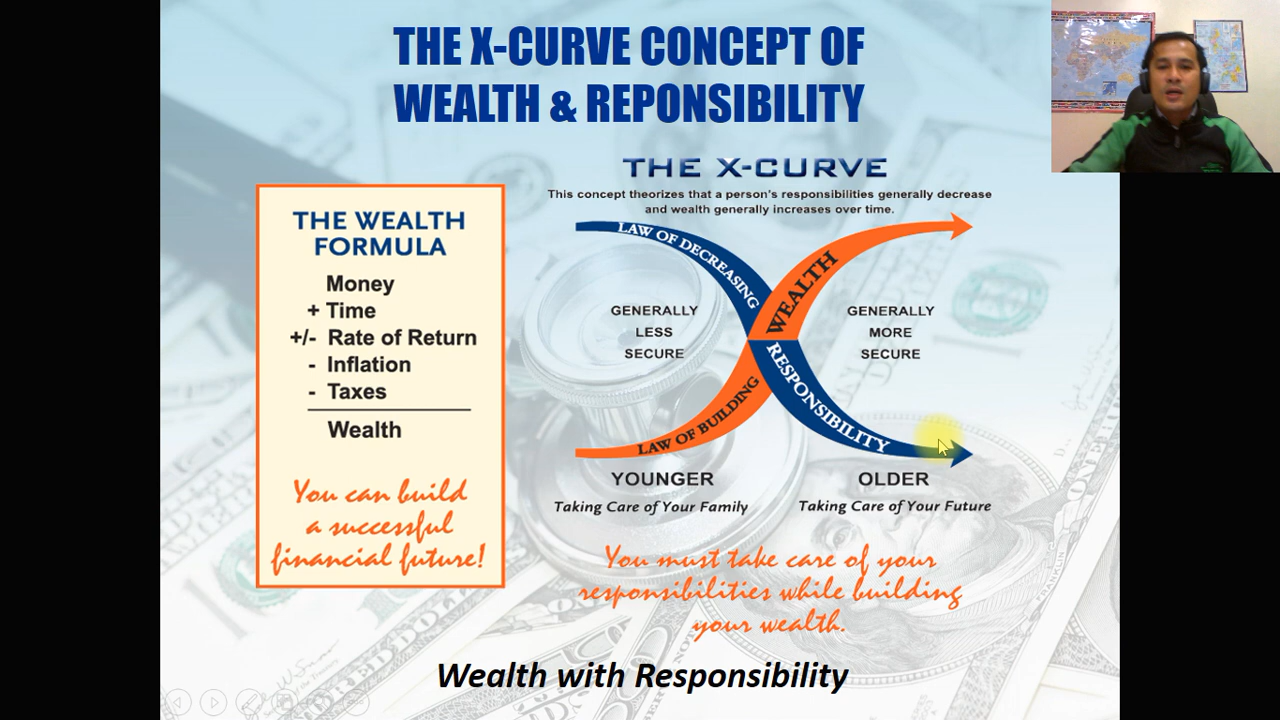 THE X-CURVE CONCEPT OF
WEALTH & REPONSIBILITY
THE X-CURVE
This concept theorizes that a person's responsibilities generally decrease
and wealth generally increases over time.
THE WEALTH
FORMULA
Money
+ Time
+/- Rate of Return
- Inflation
- Taxes
Wealth
You can build
a successful
financial future!
LAW OF DECREASING
RESPONSIBILITY
LAW OF BUILDING
WEALTH
GENERALLY
LESS
SECURE
GENERALLY
MORE
SECURE
YOUNGER
Taking Care of Your Family
OLDER
Taking Care of Your Future
You must take care of your
responsibilities while building
your wealth.
Wealth with Responsibility
FRANKLIN